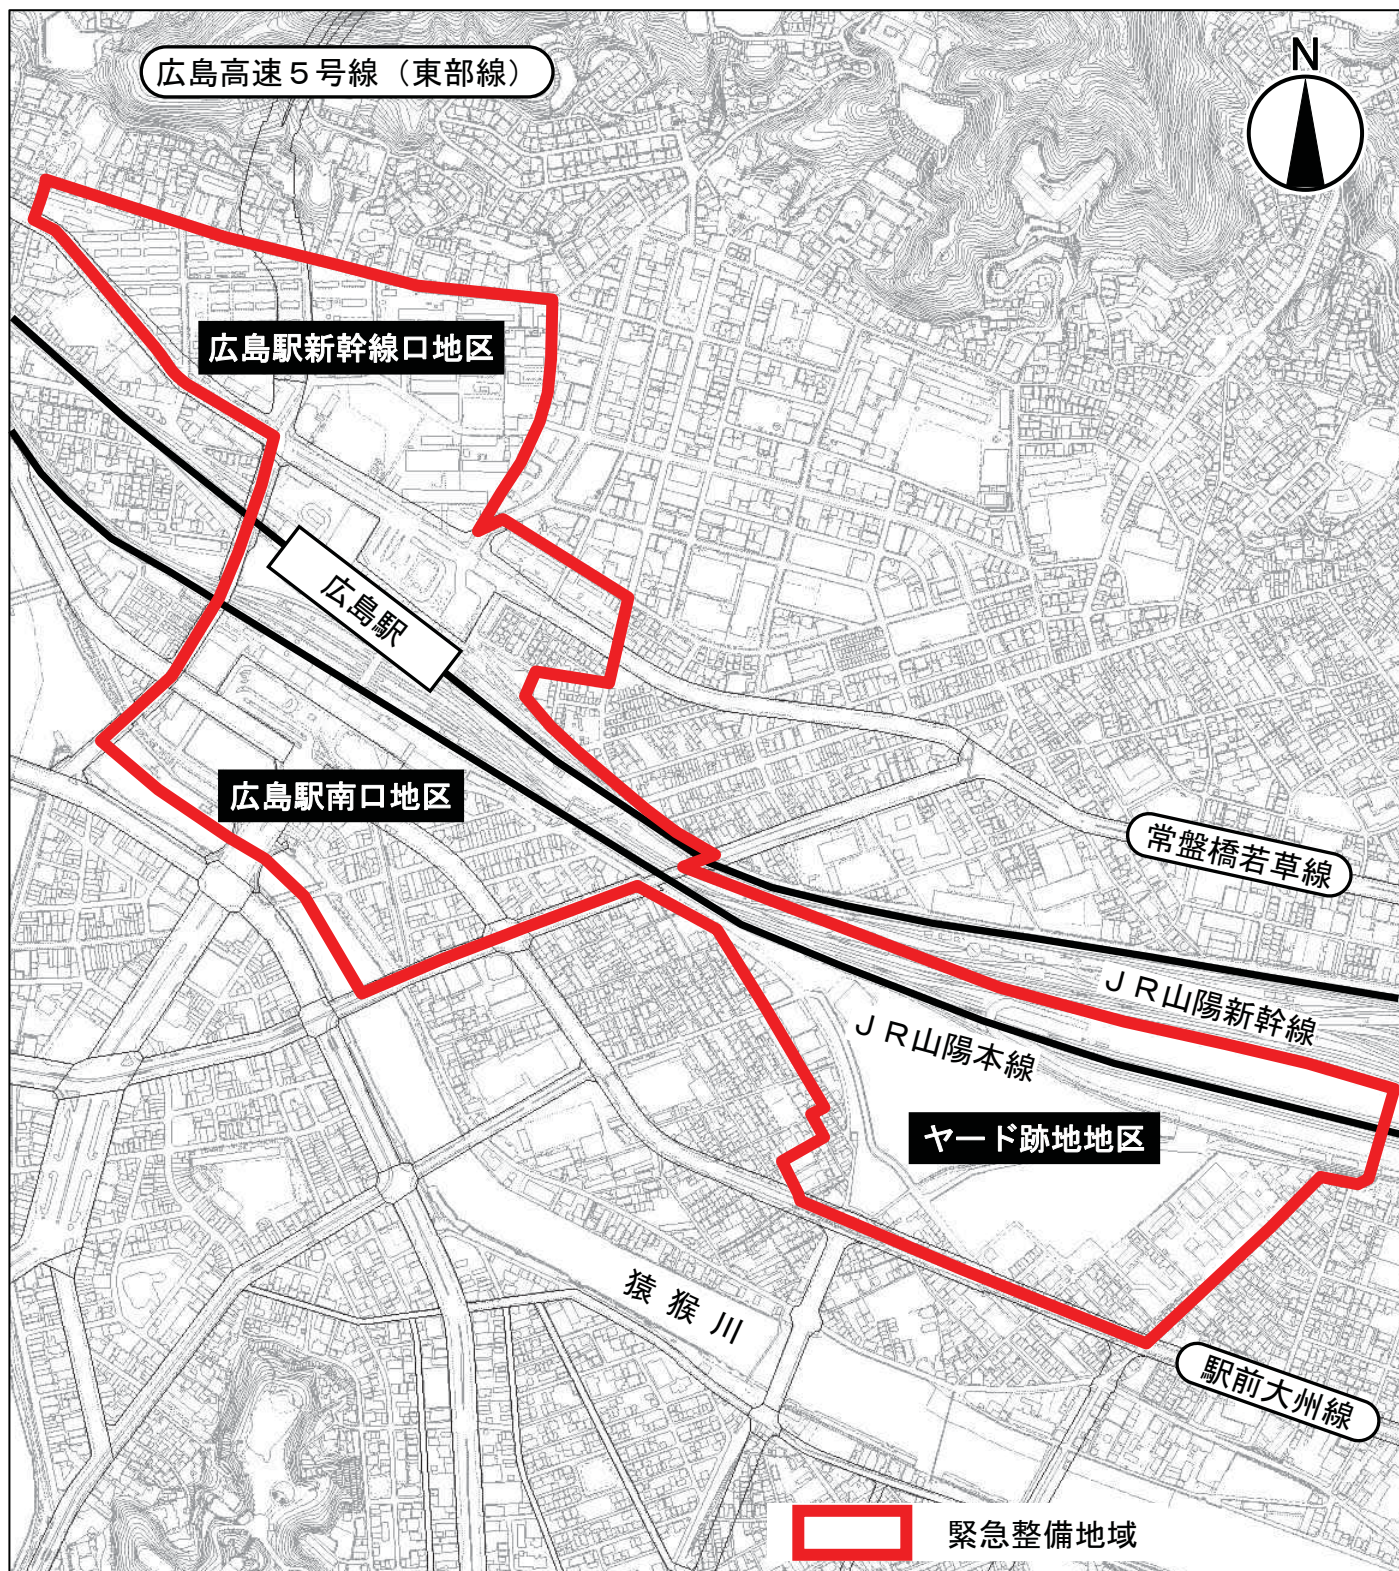 広島高速５号線（東部線）
N
広島駅新幹線口地区
広島駅
広島駅南口地区
常盤橋若草線
ＪＲ山陽新幹線
ＪＲ山陽本線
ヤード跡地地区
猿猴川
駅前大州線
緊急整備地域